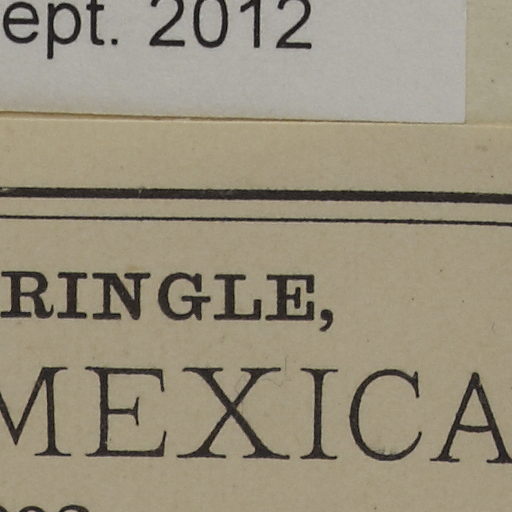 ept. 2012
RINGLE,
MEXICA